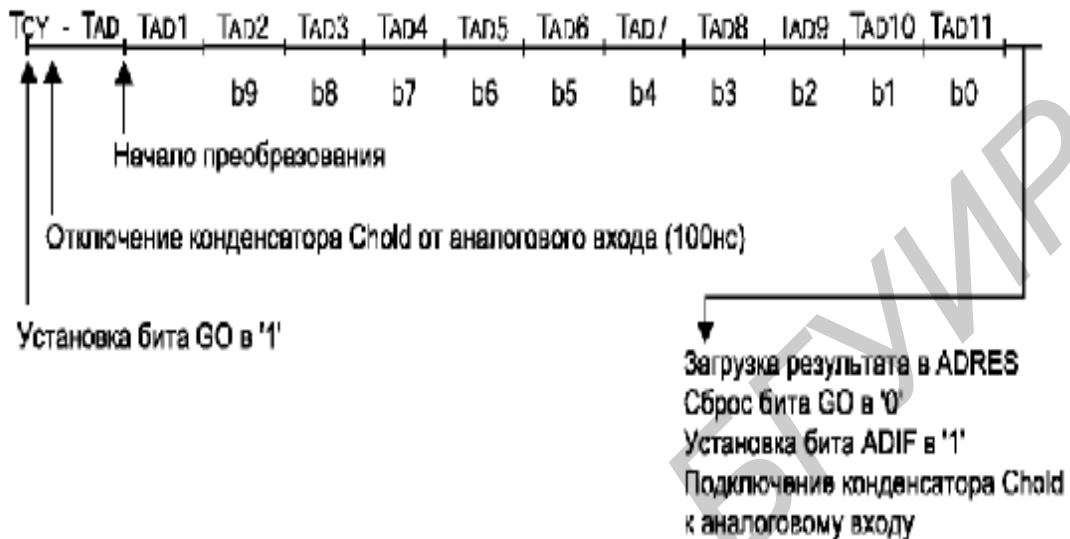 TCY - TAD TAD1 TAD2 TAD3 TAD4 TAD5 TAD6 TAD7 TAD8 TAD9 TAD10 TAD11
b9 b8 b7 b6 b5 b4 b3 b2 b1 b0
Начало преобразования
Отключение конденсатора Chold от аналогового входа (100нс)
Установка бита GO в '1'
Загрузка результата в ADRES
Сброс бита GO в '0'
Установка бита ADIF в '1'
Подключение конденсатора Chold
к аналоговому входу
БГУИР